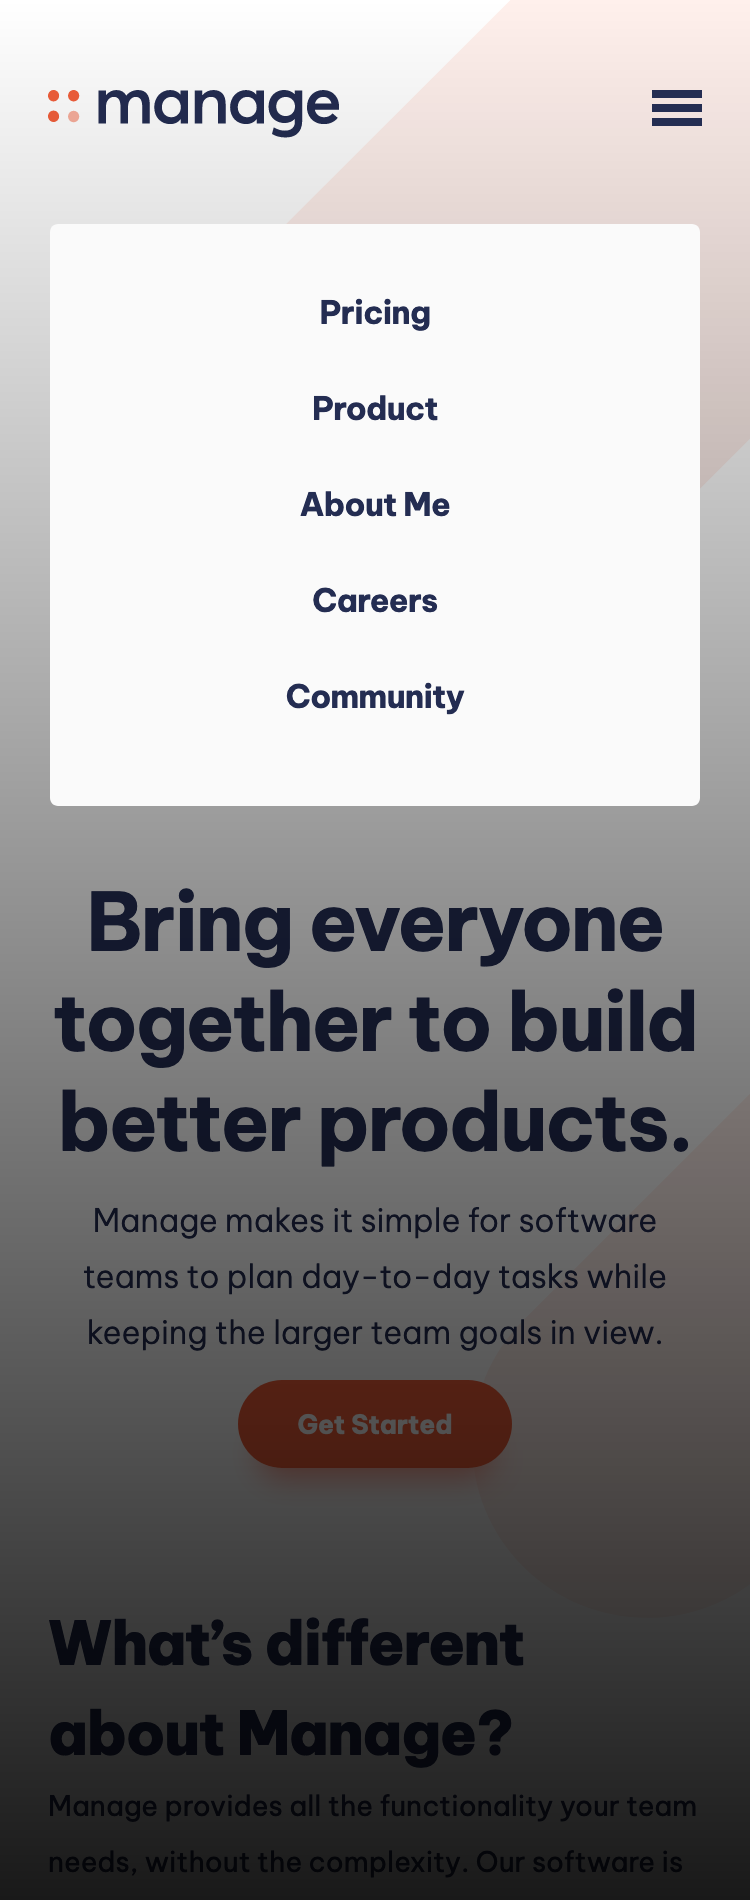 manage
Pricing
Product
About Me
Careers
Community
Bring everyone
together to build
better products.
Manage makes it simple for software
teams to plan day-to-day tasks while
keeping the larger team goals in view.
Get Started
What’s different
about Manage?
Manage provides all the functionality your team
needs, without the complexity. Our software is